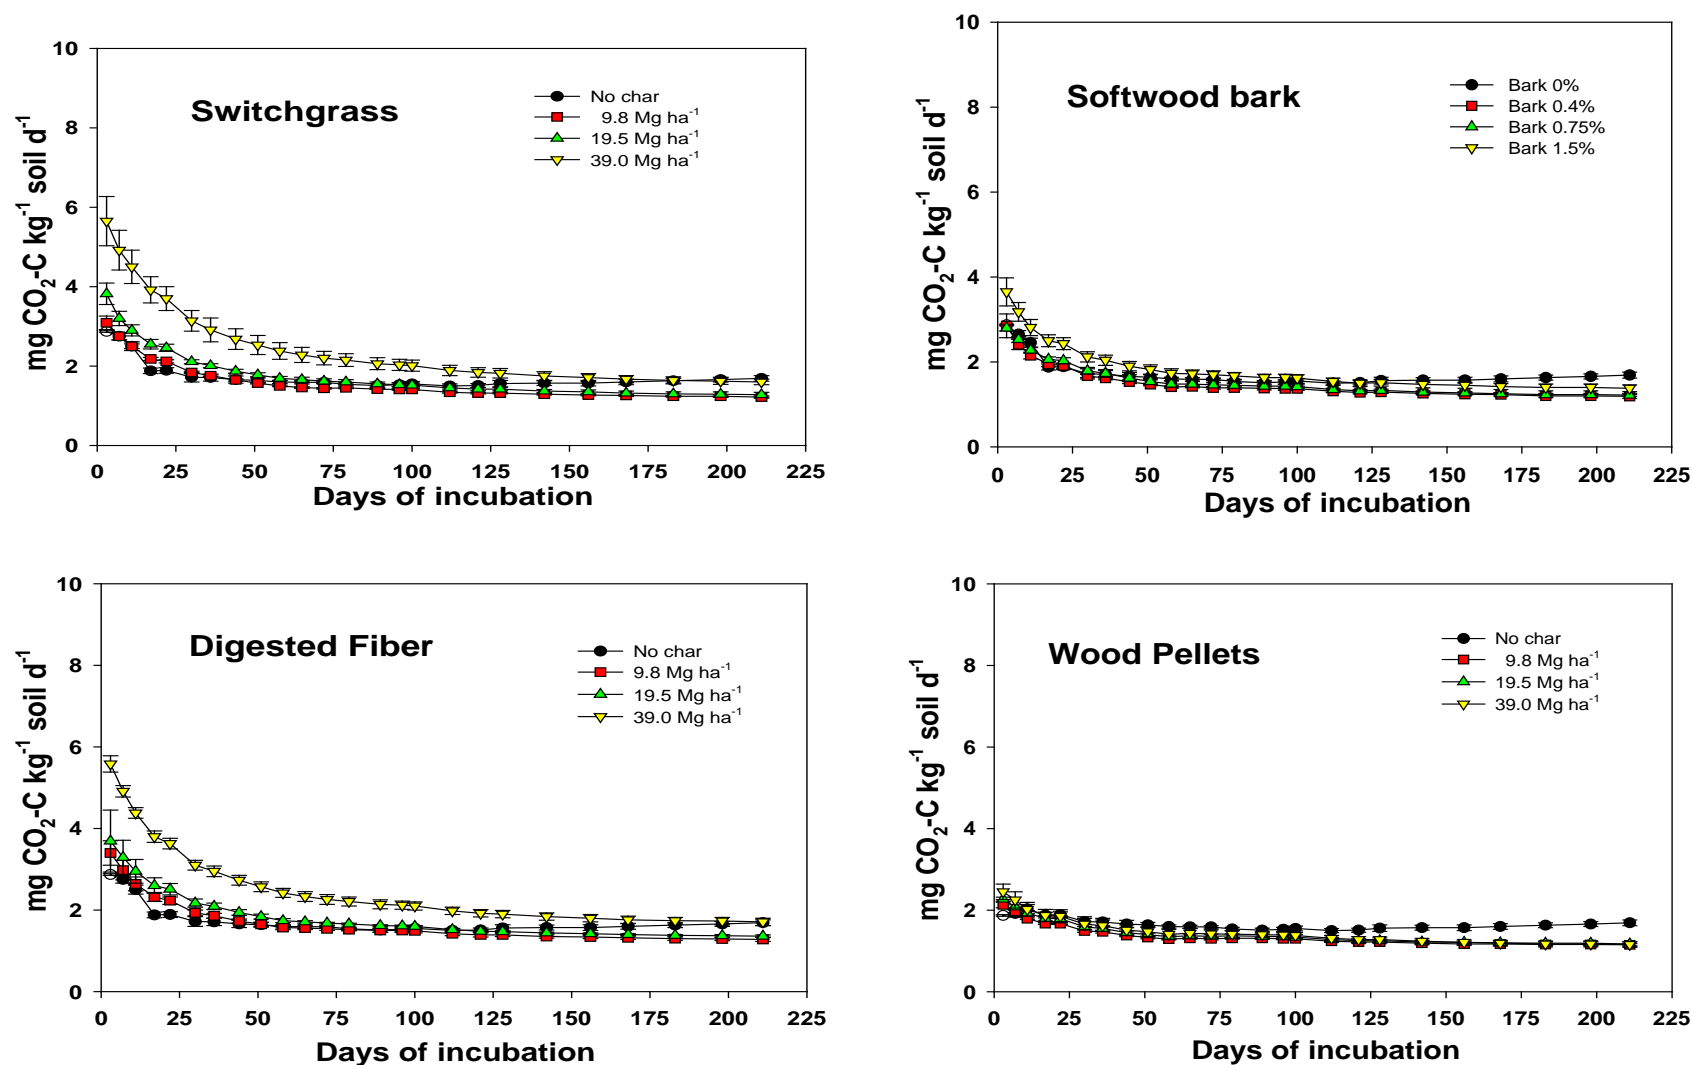 Switchgrass
No char
9.8 Mg ha⁻¹
19.5 Mg ha⁻¹
39.0 Mg ha⁻¹
mg CO₂-C kg⁻¹ soil d⁻¹
10
8
6
4
2
0
0 25 50 75 100 125 150 175 200 225
Days of incubation
Softwood bark
Bark 0%
Bark 0.4%
Bark 0.75%
Bark 1.5%
mg CO₂-C kg⁻¹ soil d⁻¹
10
8
6
4
2
0
0 25 50 75 100 125 150 175 200 225
Days of incubation
Digested Fiber
No char
9.8 Mg ha⁻¹
19.5 Mg ha⁻¹
39.0 Mg ha⁻¹
mg CO₂-C kg⁻¹ soil d⁻¹
10
8
6
4
2
0
0 25 50 75 100 125 150 175 200 225
Days of incubation
Wood Pellets
No char
9.8 Mg ha⁻¹
19.5 Mg ha⁻¹
39.0 Mg ha⁻¹
mg CO₂-C kg⁻¹ soil d⁻¹
10
8
6
4
2
0
0 25 50 75 100 125 150 175 200 225
Days of incubation